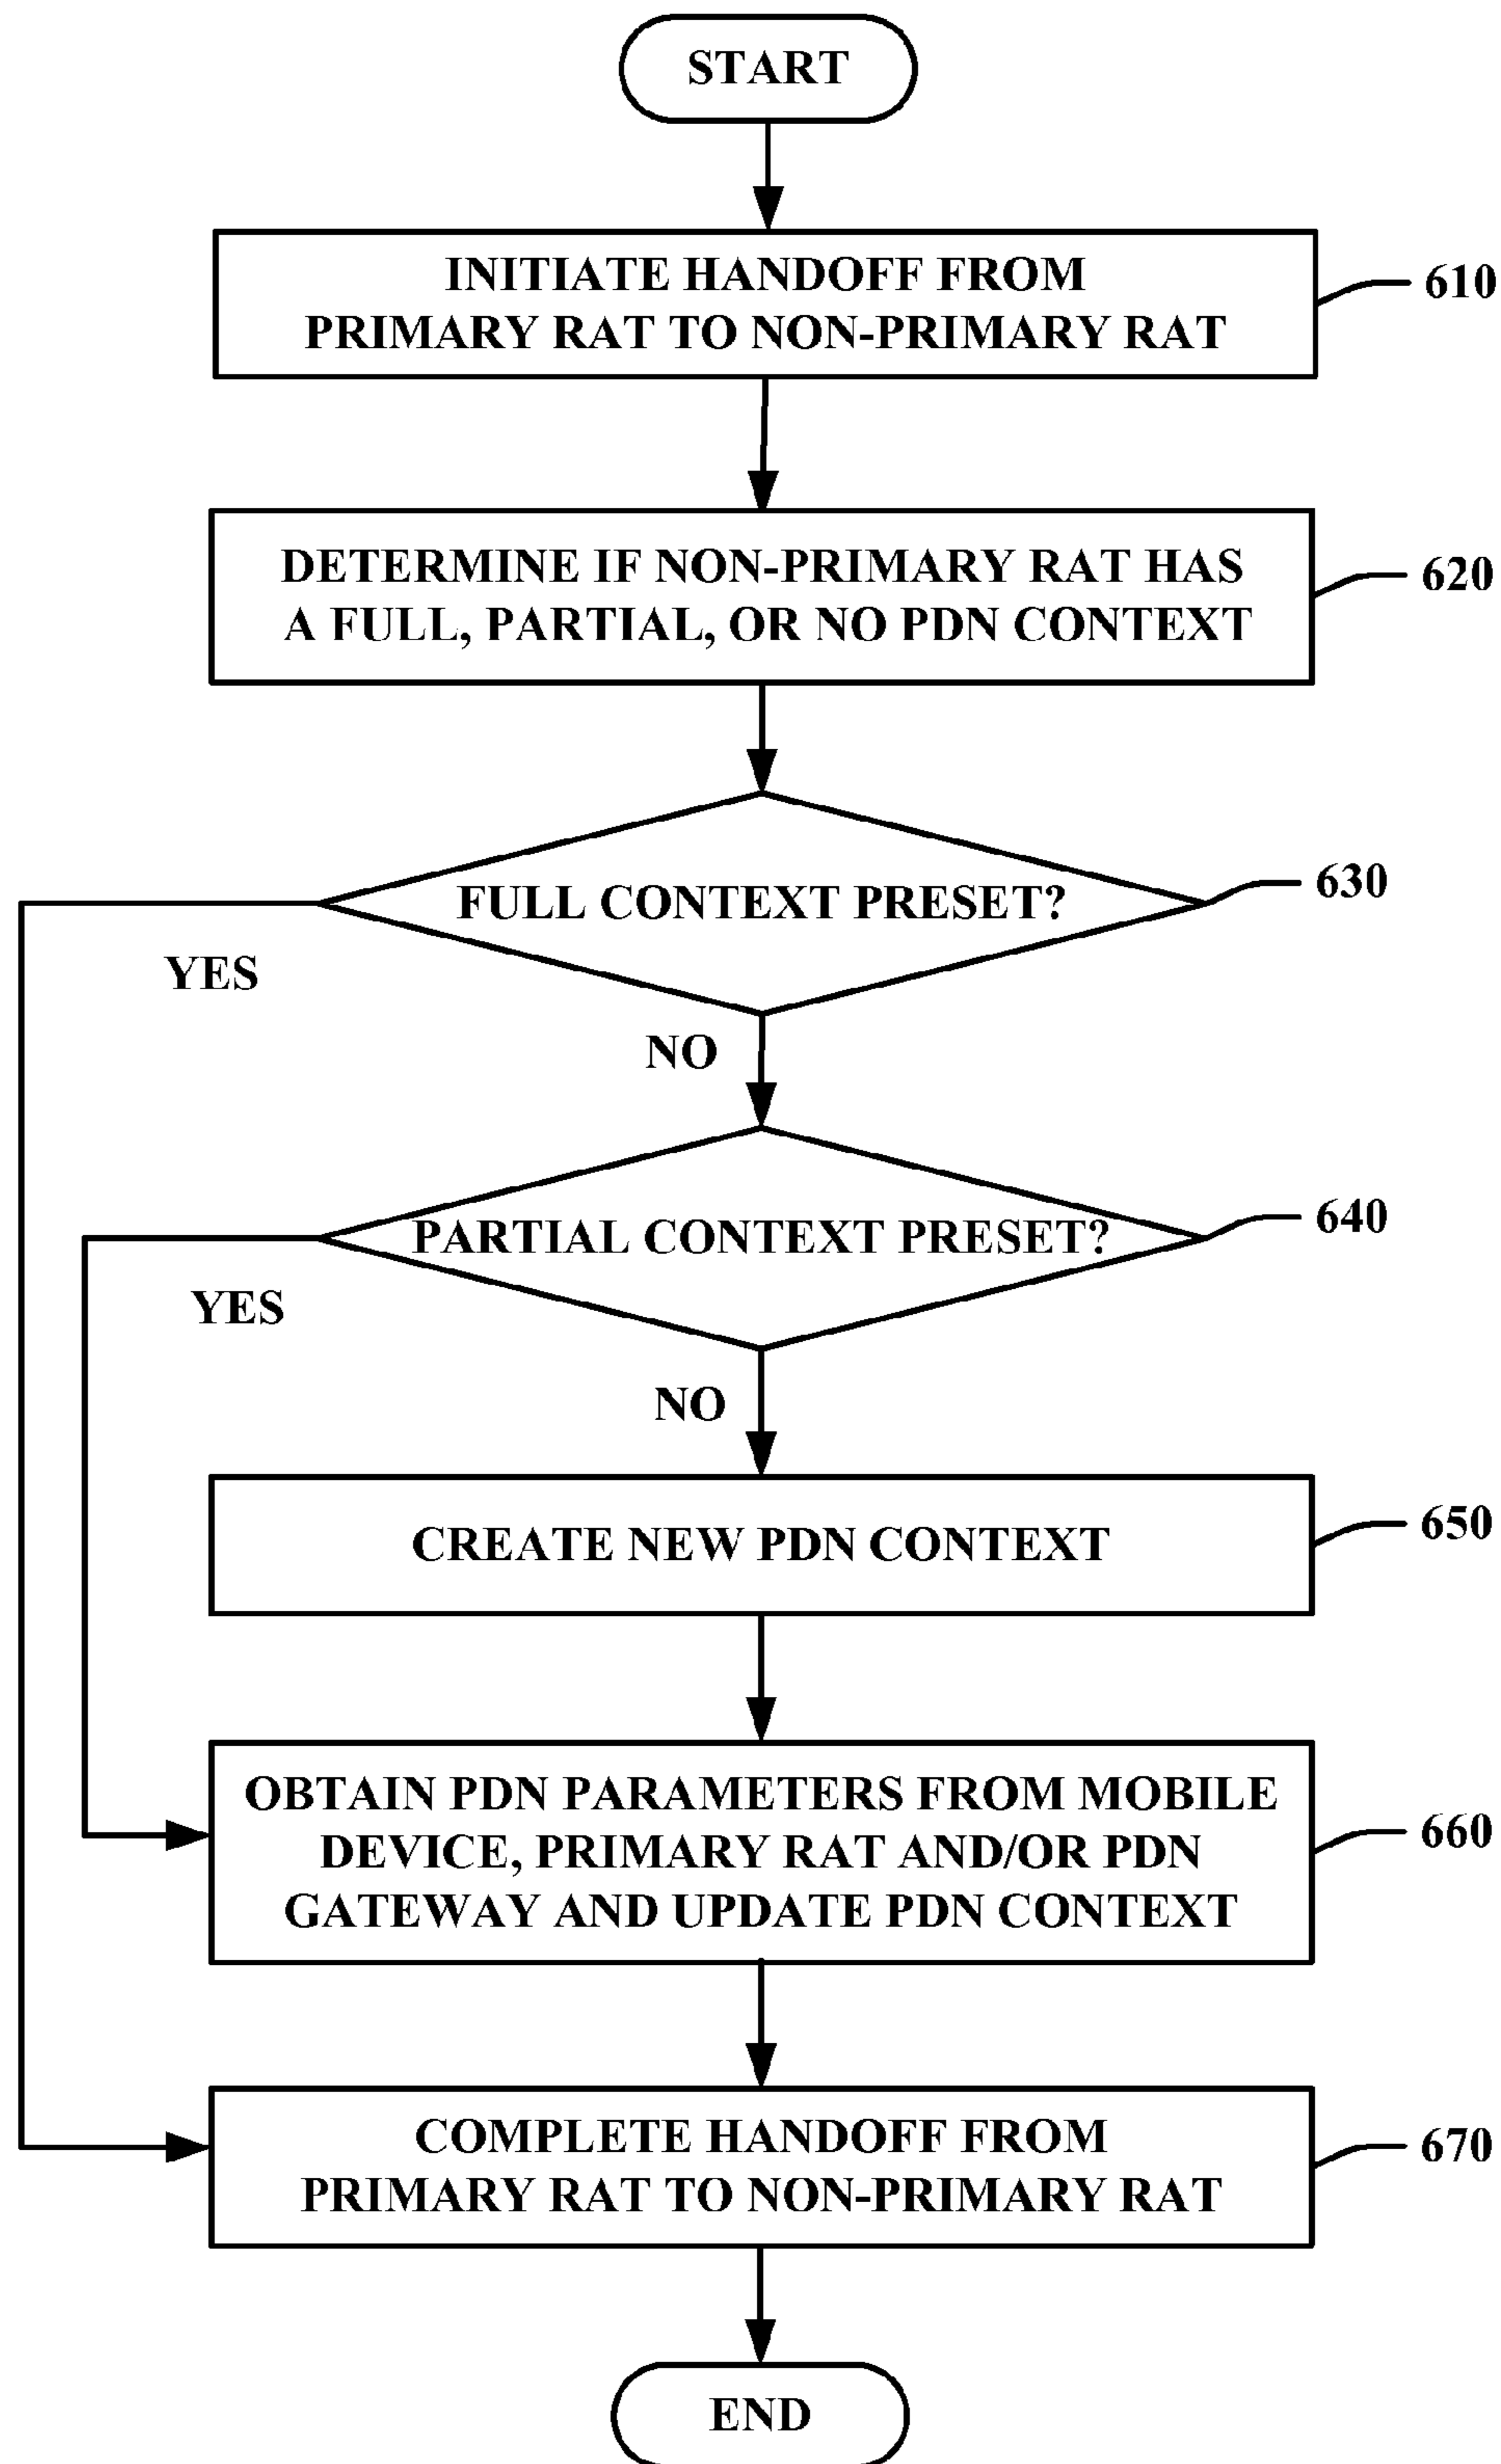 START
INITIATE HANDOFF FROM
PRIMARY RAT TO NON-PRIMARY RAT
610
DETERMINE IF NON-PRIMARY RAT HAS
A FULL, PARTIAL, OR NO PDN CONTEXT
620
FULL CONTEXT PRESET?
630
YES
NO
PARTIAL CONTEXT PRESET?
640
YES
NO
CREATE NEW PDN CONTEXT
650
OBTAIN PDN PARAMETERS FROM MOBILE
DEVICE, PRIMARY RAT AND/OR PDN
GATEWAY AND UPDATE PDN CONTEXT
660
COMPLETE HANDOFF FROM
PRIMARY RAT TO NON-PRIMARY RAT
670
END